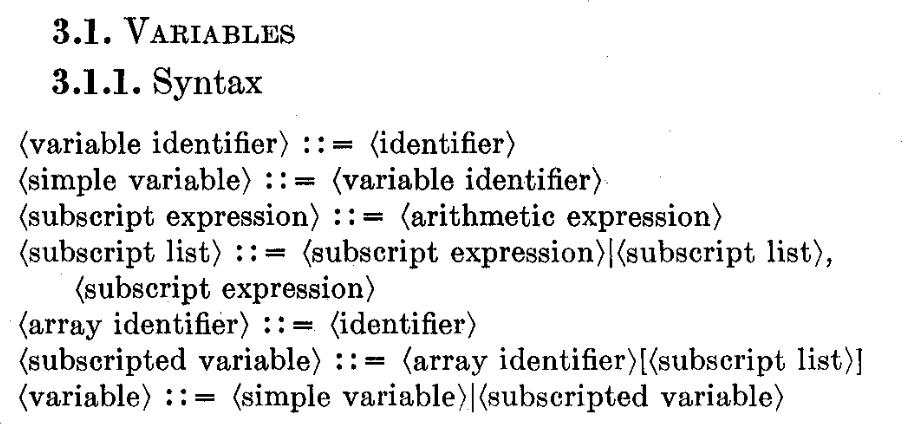 3.1. VARIABLES
3.1.1. Syntax
⟨variable identifier⟩ ::= ⟨identifier⟩
⟨simple variable⟩ ::= ⟨variable identifier⟩
⟨subscript expression⟩ ::= ⟨arithmetic expression⟩
⟨subscript list⟩ ::= ⟨subscript expression⟩|⟨subscript list⟩,
⟨subscript expression⟩
⟨array identifier⟩ ::= ⟨identifier⟩
⟨subscripted variable⟩ ::= ⟨array identifier⟩[⟨subscript list⟩]
⟨variable⟩ ::= ⟨simple variable⟩|⟨subscripted variable⟩